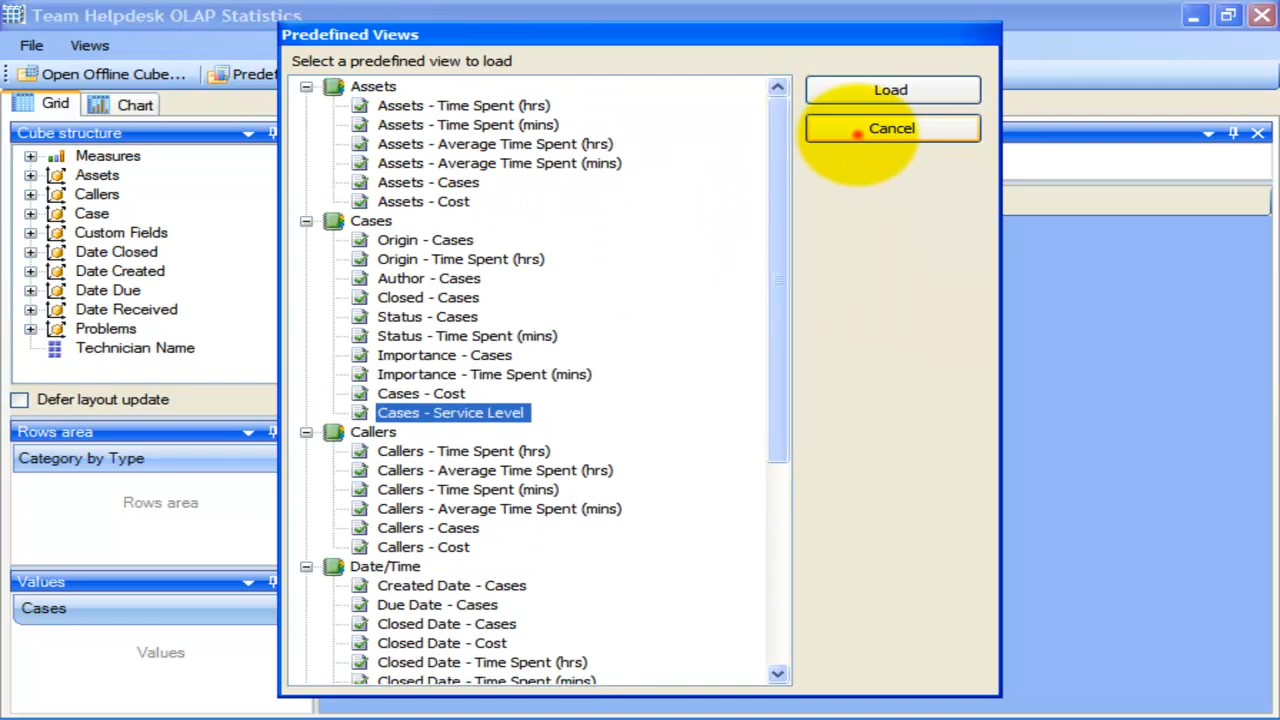 Team Helpdesk OLAP Statistics
File Views
Open Offline Cube... Predef
Grid Chart
Cube structure
Measures
Assets
Callers
Case
Custom Fields
Date Closed
Date Created
Date Due
Date Received
Problems
Technician Name
Defer layout update
Rows area
Category by Type
Rows area
Values
Cases
Values
Predefined Views
Select a predefined view to load
Assets
Assets - Time Spent (hrs)
Assets - Time Spent (mins)
Assets - Average Time Spent (hrs)
Assets - Average Time Spent (mins)
Assets - Cases
Assets - Cost
Cases
Origin - Cases
Origin - Time Spent (hrs)
Author - Cases
Closed - Cases
Status - Cases
Status - Time Spent (mins)
Importance - Cases
Importance - Time Spent (mins)
Cases - Cost
Cases - Service Level
Callers
Callers - Time Spent (hrs)
Callers - Average Time Spent (hrs)
Callers - Time Spent (mins)
Callers - Average Time Spent (mins)
Callers - Cases
Callers - Cost
Date/Time
Created Date - Cases
Due Date - Cases
Closed Date - Cases
Closed Date - Cost
Closed Date - Time Spent (hrs)
Closed Date - Time Spent (mins)
Load
Cancel